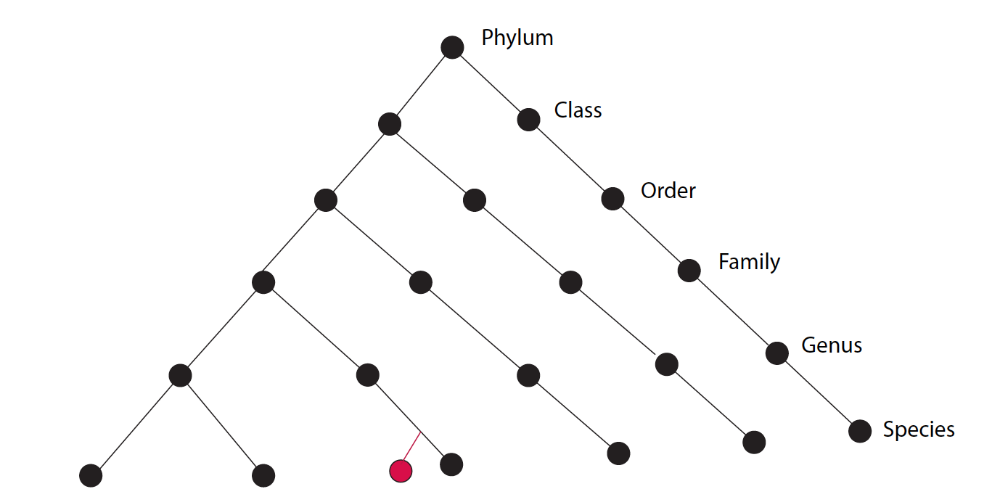 Phylum
Class
Order
Family
Genus
Species